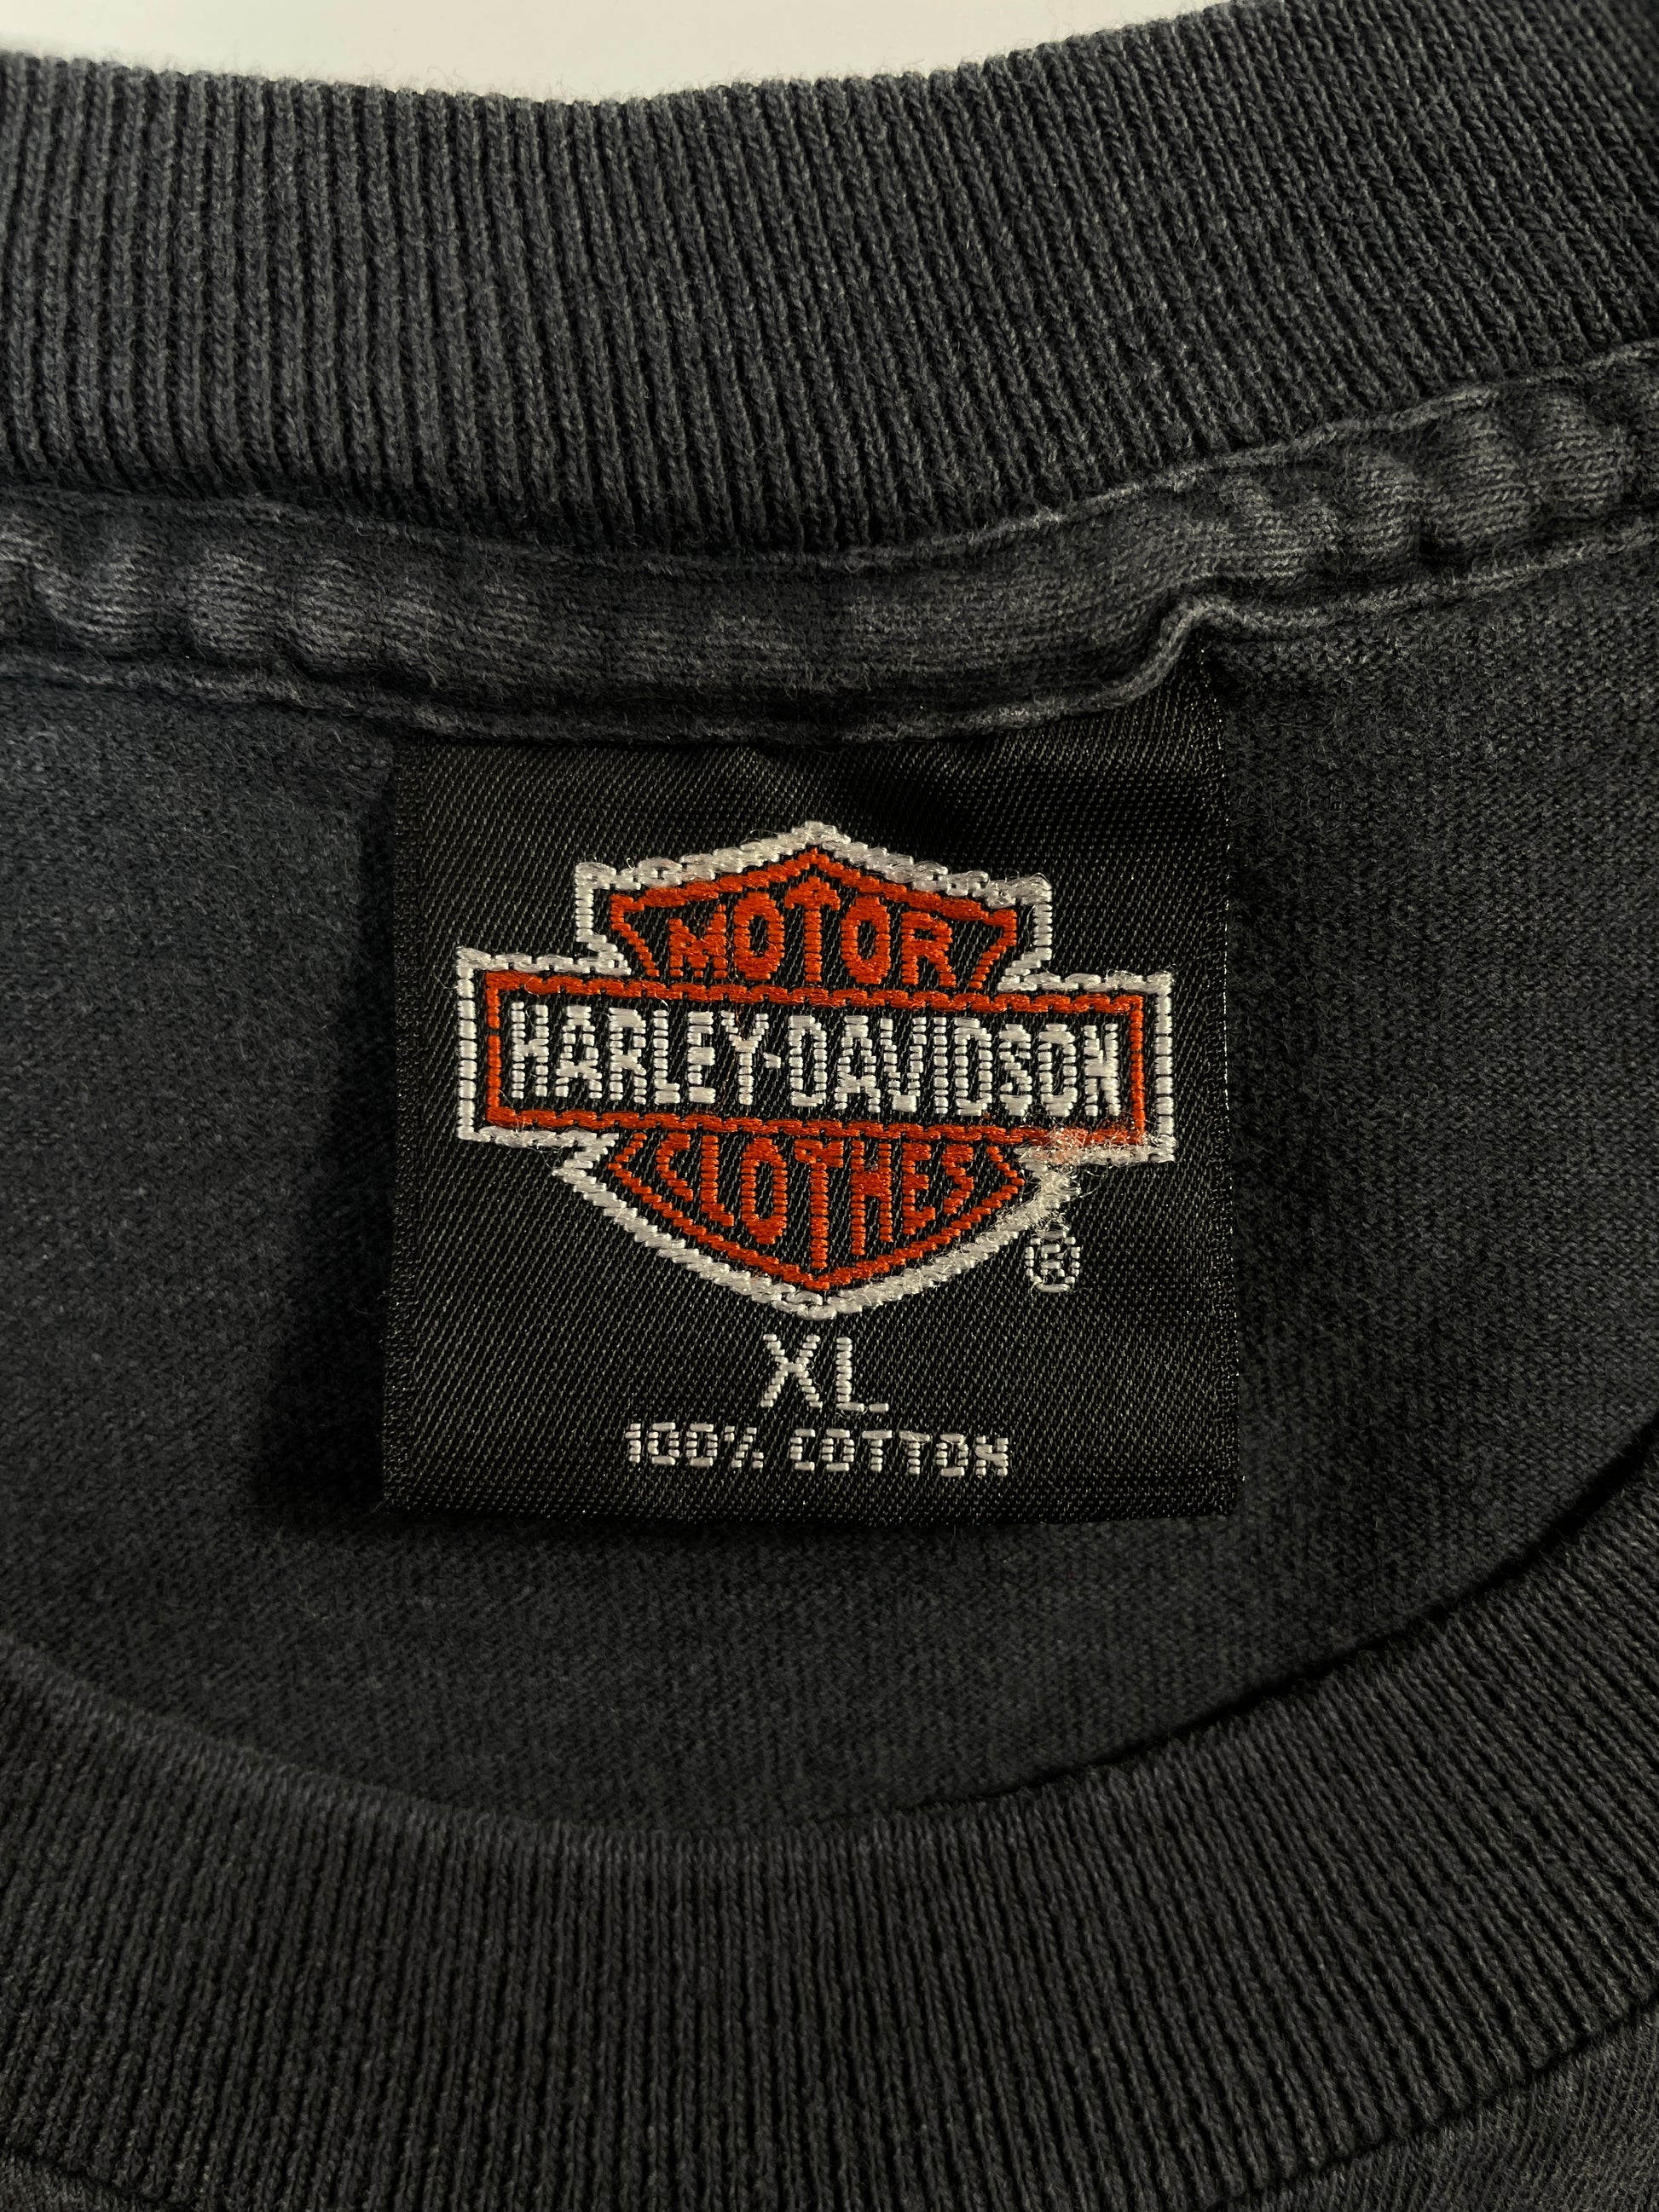 MOTOR
HARLEY-DAVIDSON
CLOTHES
®
XL
100% COTTON